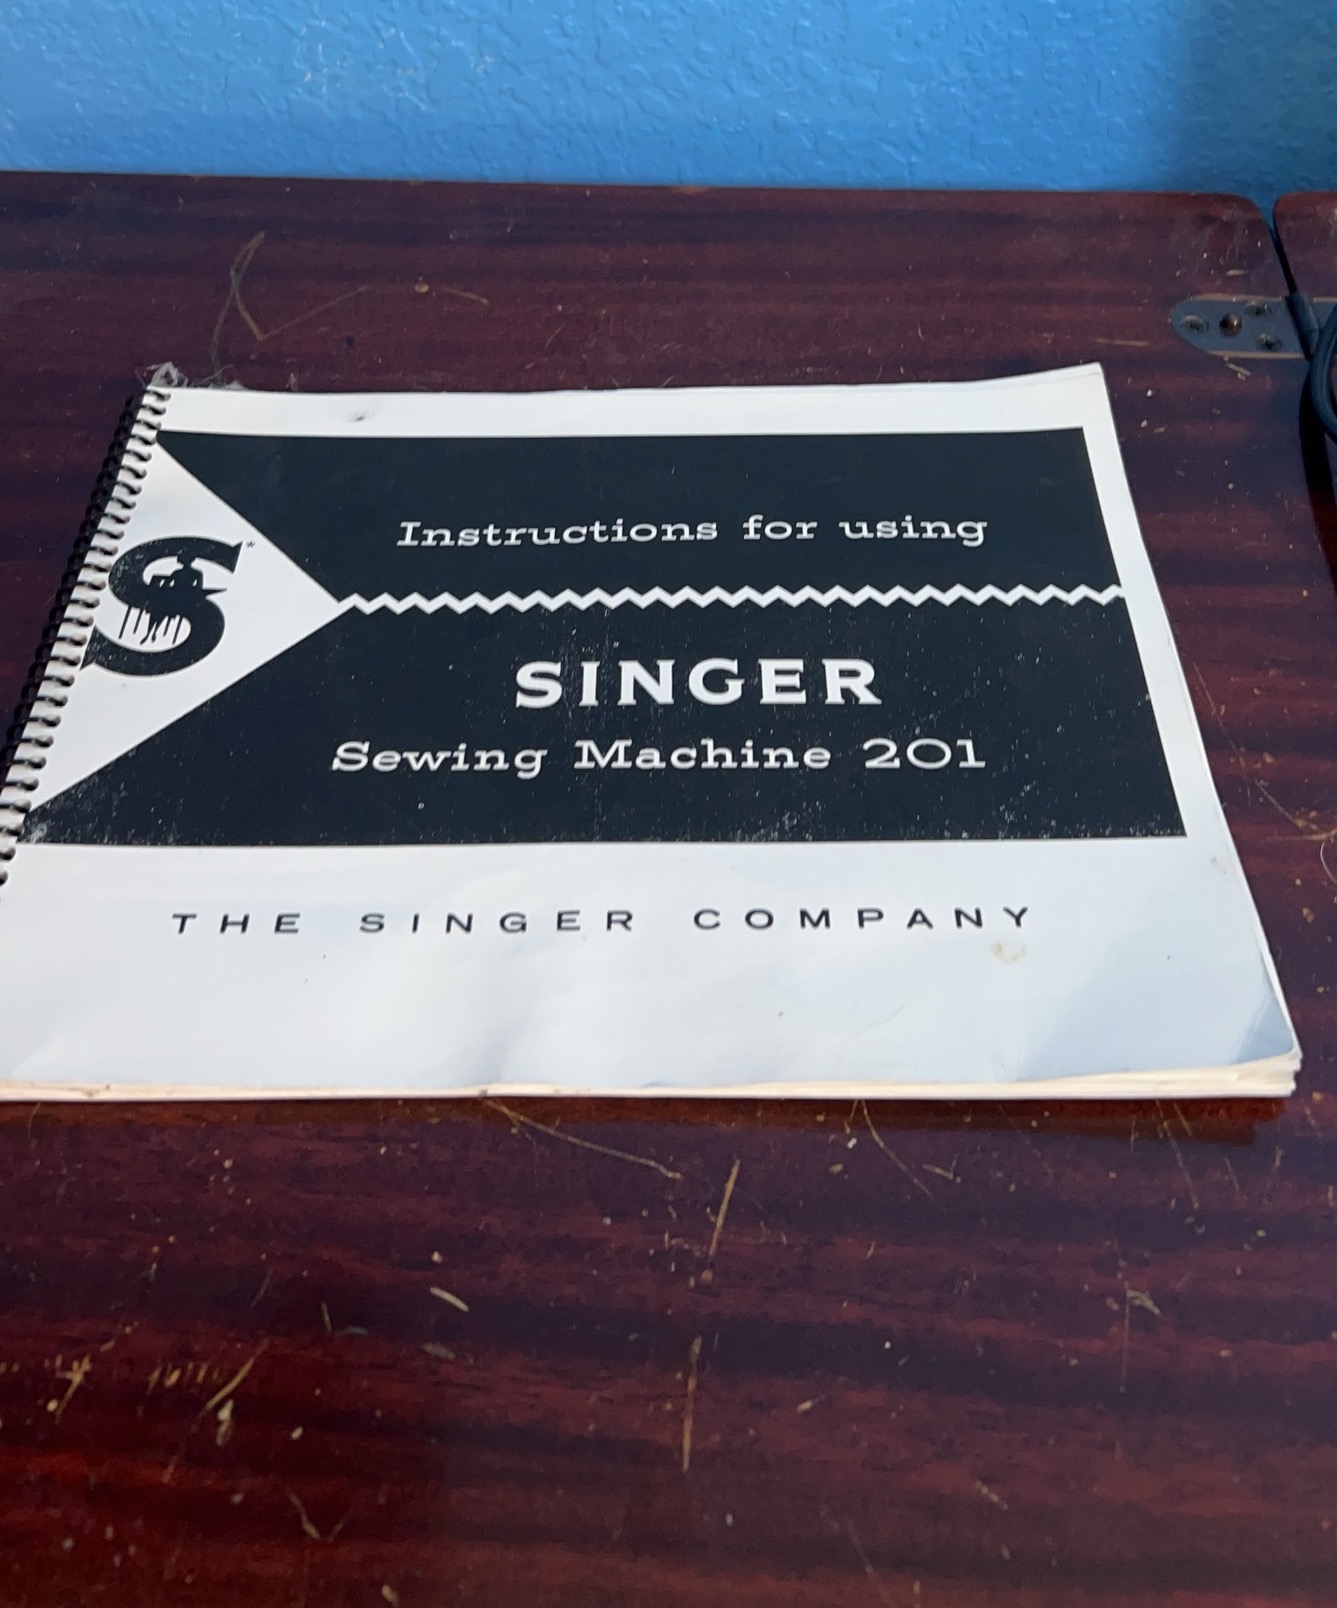 Instructions for using
S*
SINGER
Sewing Machine 201
THE SINGER COMPANY